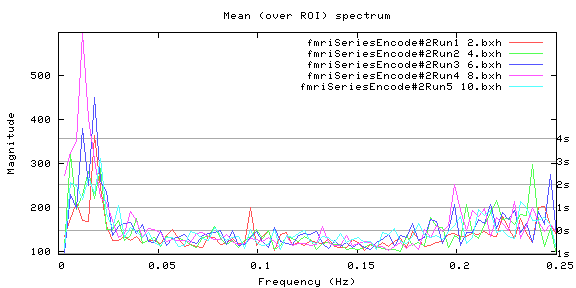 Mean (over ROI) spectrum
fmriSeriesEncode#2Run1 2.bxh
fmriSeriesEncode#2Run2 4.bxh
fmriSeriesEncode#2Run3 6.bxh
fmriSeriesEncode#2Run4 8.bxh
fmriSeriesEncode#2Run5 10.bxh
Magnitude
500
400
300
200
100
4s
3s
2s
1s
0s
1s
0
0.05
0.1
0.15
0.2
0.25
Frequency (Hz)